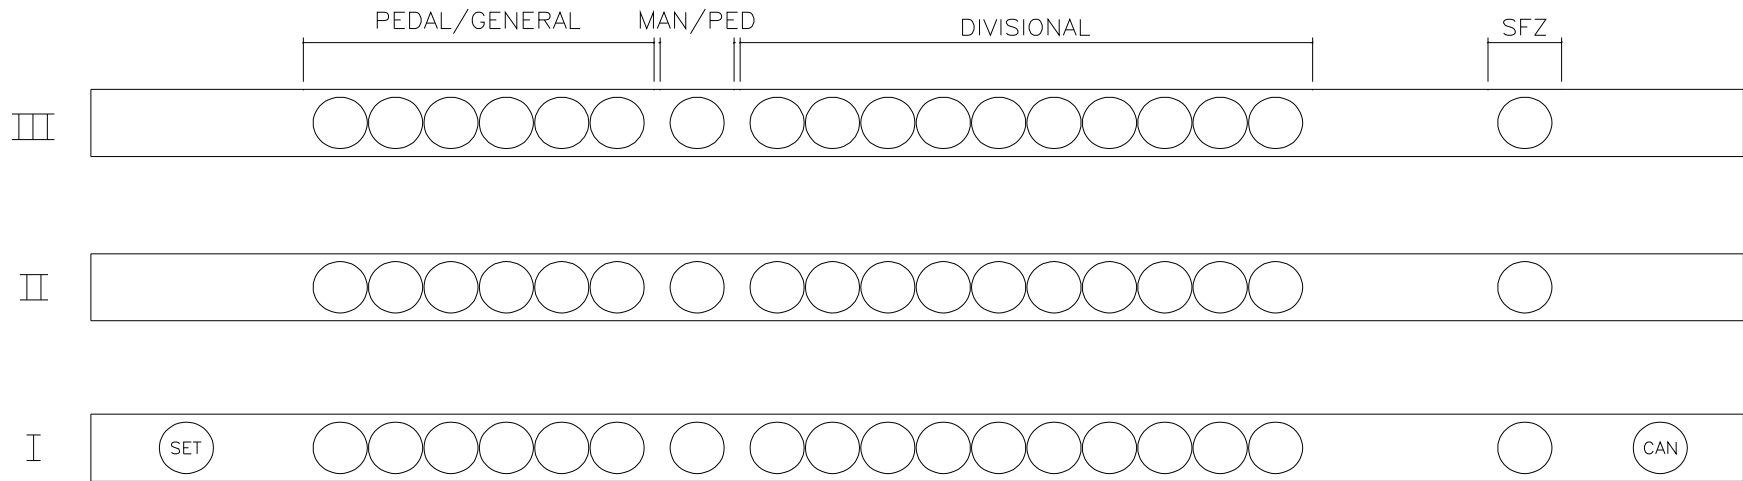 PEDAL/GENERAL MAN/PED DIVISIONAL SFZ
III
II
I SET CAN